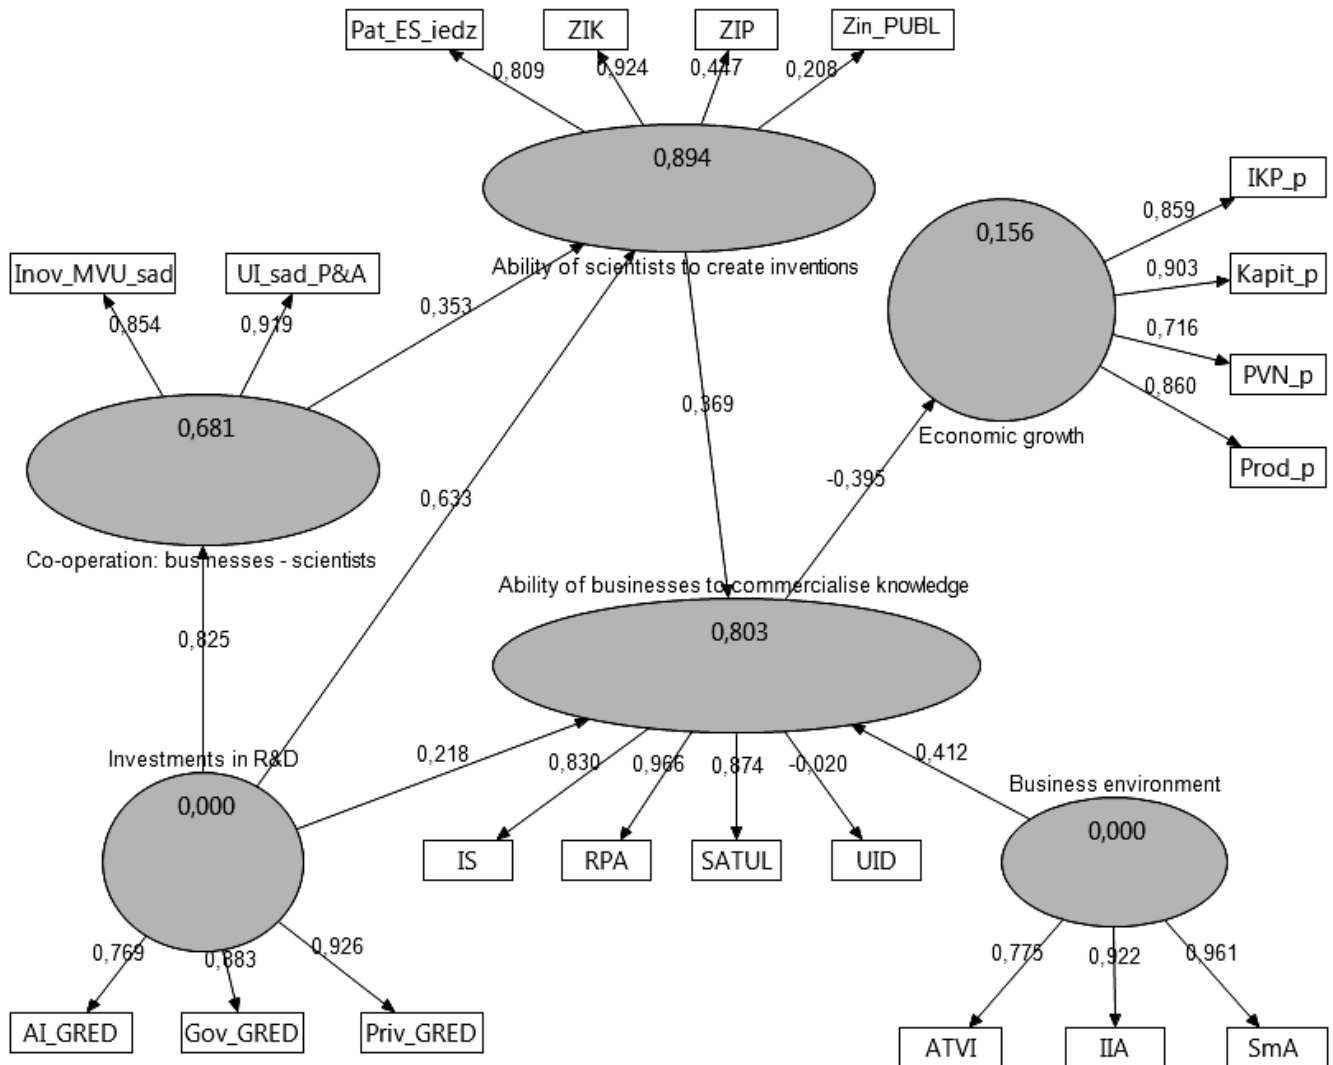 Pat_ES_iedz
ZIK
ZIP
Zin_PUBL
0,809
0,924
0,447
0,208
0,894
Ability of scientists to create inventions
IKP_p
Kapit_p
PVN_p
Prod_p
0,859
0,903
0,716
0,860
0,156
Economic growth
Inov_MVU_sad
UI_sad_P&A
0,854
0,919
0,353
0,681
Co-operation: businesses - scientists
0,369
-0,395
0,633
0,825
Ability of businesses to commercialise knowledge
0,803
Investments in R&D
0,000
0,218
0,830
0,966
0,874
-0,020
0,412
IS
RPA
SATUL
UID
Business environment
0,000
0,769
0,883
0,926
AI_GRED
Gov_GRED
Priv_GRED
0,775
0,922
0,961
ATVI
IIA
SmA